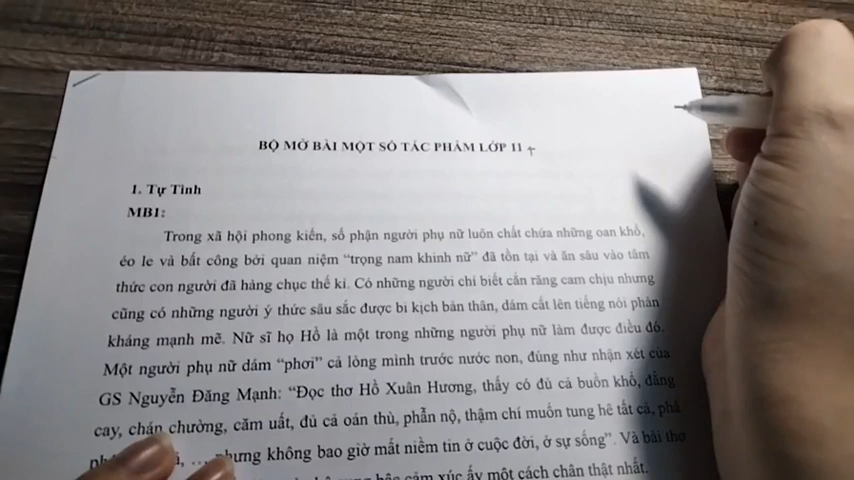 BỘ MỞ BÀI MỘT SỐ TÁC PHẨM LỚP 11
1. Tự Tình
MB1:
Trong xã hội phong kiến, số phận người phụ nữ luôn chất chứa những oan khổ,
éo le và bất công bởi quan niệm “trọng nam khinh nữ” đã tồn tại và ăn sâu vào tâm
thức con người đã hàng chục thế kỉ. Có những người chỉ biết cắn răng cam chịu nhưng
cũng có những người ý thức sâu sắc được bi kịch bản thân, dám cất lên tiếng nói phản
kháng mạnh mẽ. Nữ sĩ họ Hồ là một trong những người phụ nữ làm được điều đó.
Một người phụ nữ dám “phơi” cả lòng mình trước nước non, đúng như nhận xét của
GS Nguyễn Đăng Mạnh: “Đọc thơ Hồ Xuân Hương, thấy có đủ cả buồn khổ, đắng
cay, chán chường, căm uất, đủ cả oán thù, phẫn nộ, thậm chí muốn tung hê tất cả, phá
... nhưng không bao giờ mất niềm tin ở cuộc đời, ở sự sống”. Và bài thơ
cảm xúc ấy một cách chân thật nhất.